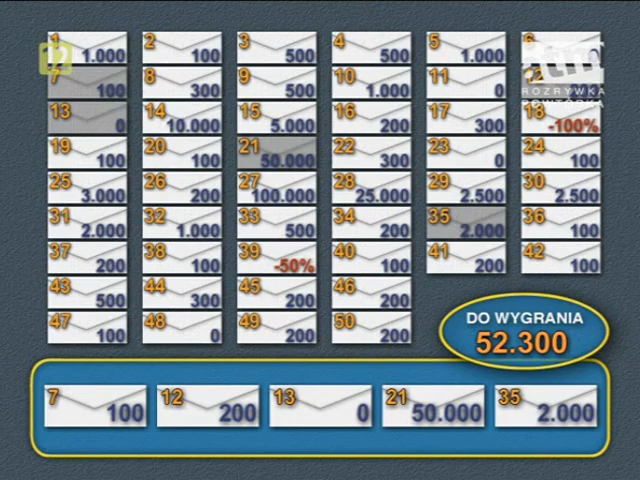 1 2 3 4 5 6
1.000 100 500 500 1.000 0
7 8 9 10 11 12
100 300 500 1.000 0
13 14 15 16 17 18
0 10.000 5.000 200 300 -100%
19 20 21 22 23 24
100 100 50.000 300 0 100
25 26 27 28 29 30
3.000 200 100.000 25.000 2.500 2.500
31 32 33 34 35 36
2.000 1.000 500 200 2.000 100
37 38 39 40 41 42
200 100 -50% 100 200 100
43 44 45 46
500 300 200 200
47 48 49 50
100 0 200 200
12
atm
ROZRYWKA
POWTÓRKA
DO WYGRANIA
52.300
7 12 13 21 35
100 200 0 50.000 2.000